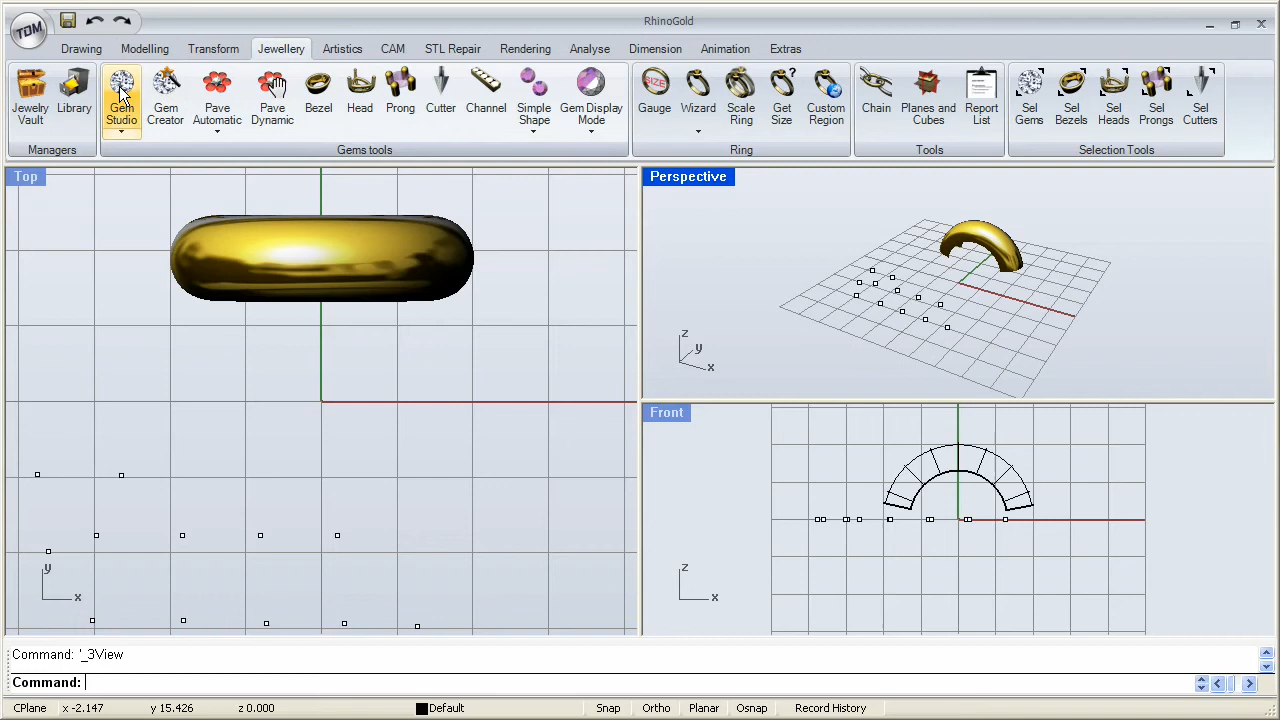 TDM
RhinoGold
Drawing Modelling Transform Jewellery Artistics CAM STL Repair Rendering Analyse Dimension Animation Extras
Jewelry Vault
Library
Gem Studio
Gem Creator
Pave Automatic
Pave Dynamic
Bezel
Head
Prong
Cutter
Channel
Simple Shape
Gem Display Mode
SIZE
Gauge
Wizard
Scale Ring
?
Get Size
Custom Region
Chain
Planes and Cubes
Report List
Sel Gems
Sel Bezels
Sel Heads
Sel Prongs
Sel Cutters
Managers
Gems tools
Ring
Tools
Selection Tools
Top
y
x
Perspective
z
y
x
Front
z
x
Command: '_3View
Command:
CPlane x -2.147 y 15.426 z 0.000 Default Snap Ortho Planar Osnap Record History